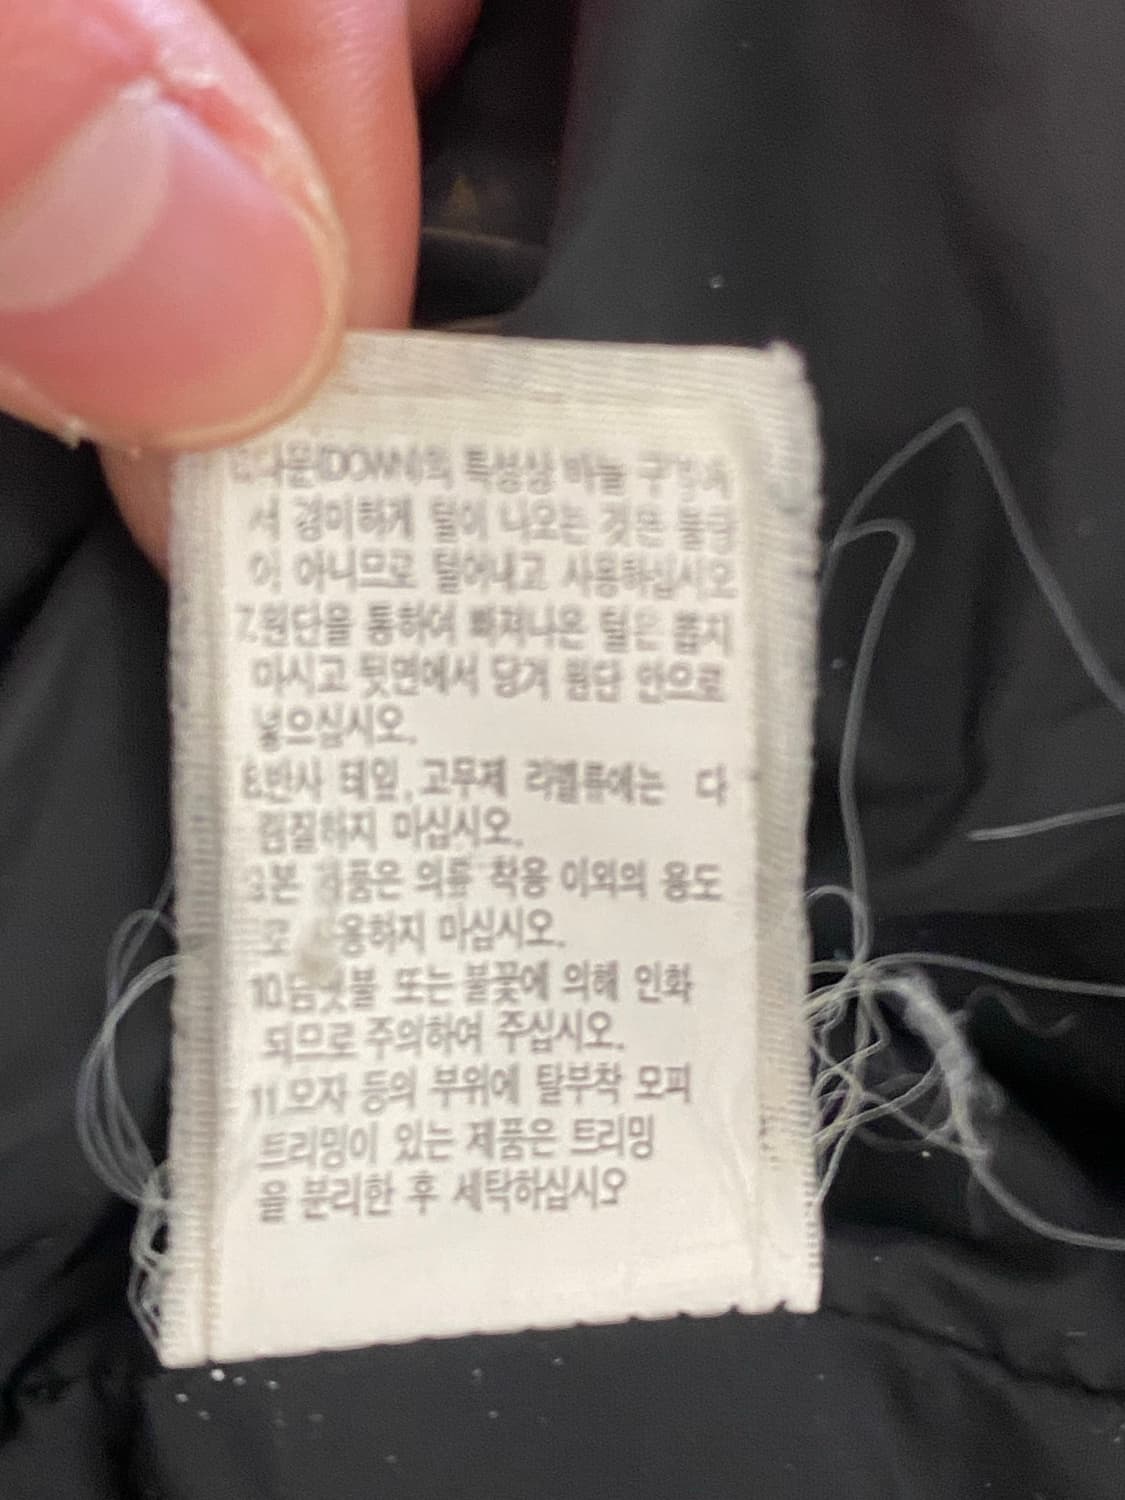 6.다운(DOWN)의 특성상 바늘 구멍에
서 경미하게 털이 나오는 것은 불량
이 아니므로 털어내고 사용하십시오
7.원단을 통하여 빠져나온 털은 뽑지
마시고 뒷면에서 당겨 원단 안으로
넣으십시오.
8.반사 테잎, 고무제 라벨류에는 다
림질하지 마십시오.
9.본 제품은 의류 착용 이외의 용도
로 사용하지 마십시오.
10.담뱃불 또는 불꽃에 의해 인화
되므로 주의하여 주십시오.
11.모자 등의 부위에 탈부착 모피
트리밍이 있는 제품은 트리밍
을 분리한 후 세탁하십시오